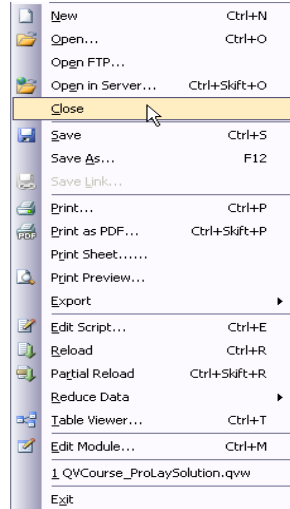 New Ctrl+N
Open... Ctrl+O
Open FTP...
Open in Server... Ctrl+Skift+O
Close
Save Ctrl+S
Save As... F12
Save Link...
Print... Ctrl+P
Print as PDF... Ctrl+Skift+P
Print Sheet......
Print Preview...
Export
Edit Script... Ctrl+E
Reload Ctrl+R
Partial Reload Ctrl+Skift+R
Reduce Data
Table Viewer... Ctrl+T
Edit Module... Ctrl+M
1 QVCourse_ProLaySolution.qvw
Exit